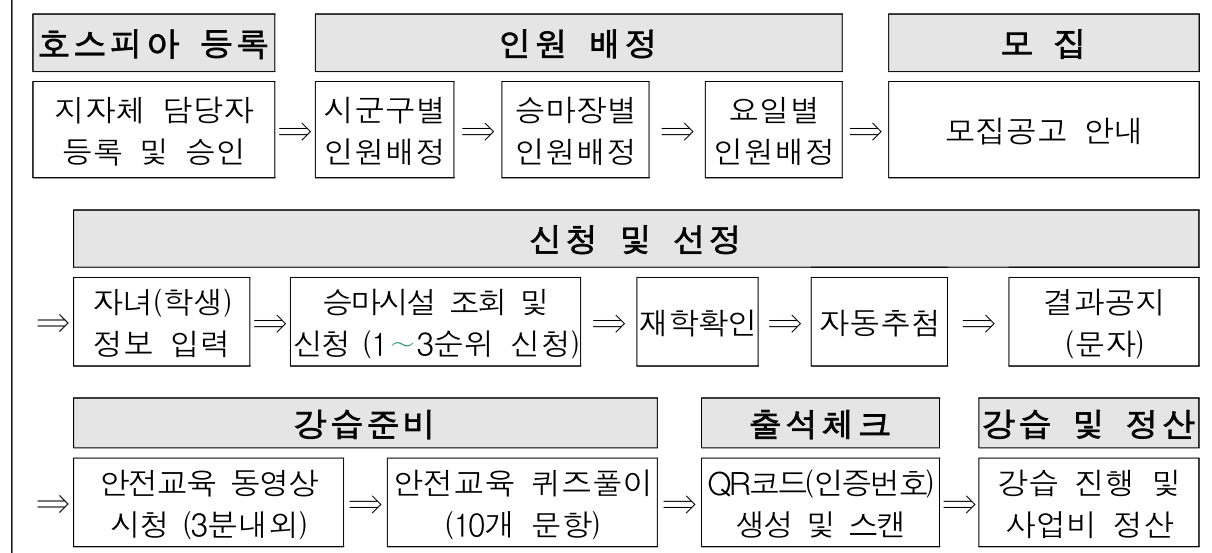 호스피아 등록
인원 배정
모 집
지자체 담당자
등록 및 승인
⇒
시군구별
인원배정
⇒
승마장별
인원배정
⇒
요일별
인원배정
⇒
모집공고 안내
신청 및 선정
⇒
자녀(학생)
정보 입력
⇒
승마시설 조회 및
신청 (1~3순위 신청)
⇒
재학확인
⇒
자동추첨
⇒
결과공지
(문자)
강습준비
출석체크
강습 및 정산
⇒
안전교육 동영상
시청 (3분내외)
⇒
안전교육 퀴즈풀이
(10개 문항)
⇒
QR코드(인증번호)
생성 및 스캔
⇒
강습 진행 및
사업비 정산